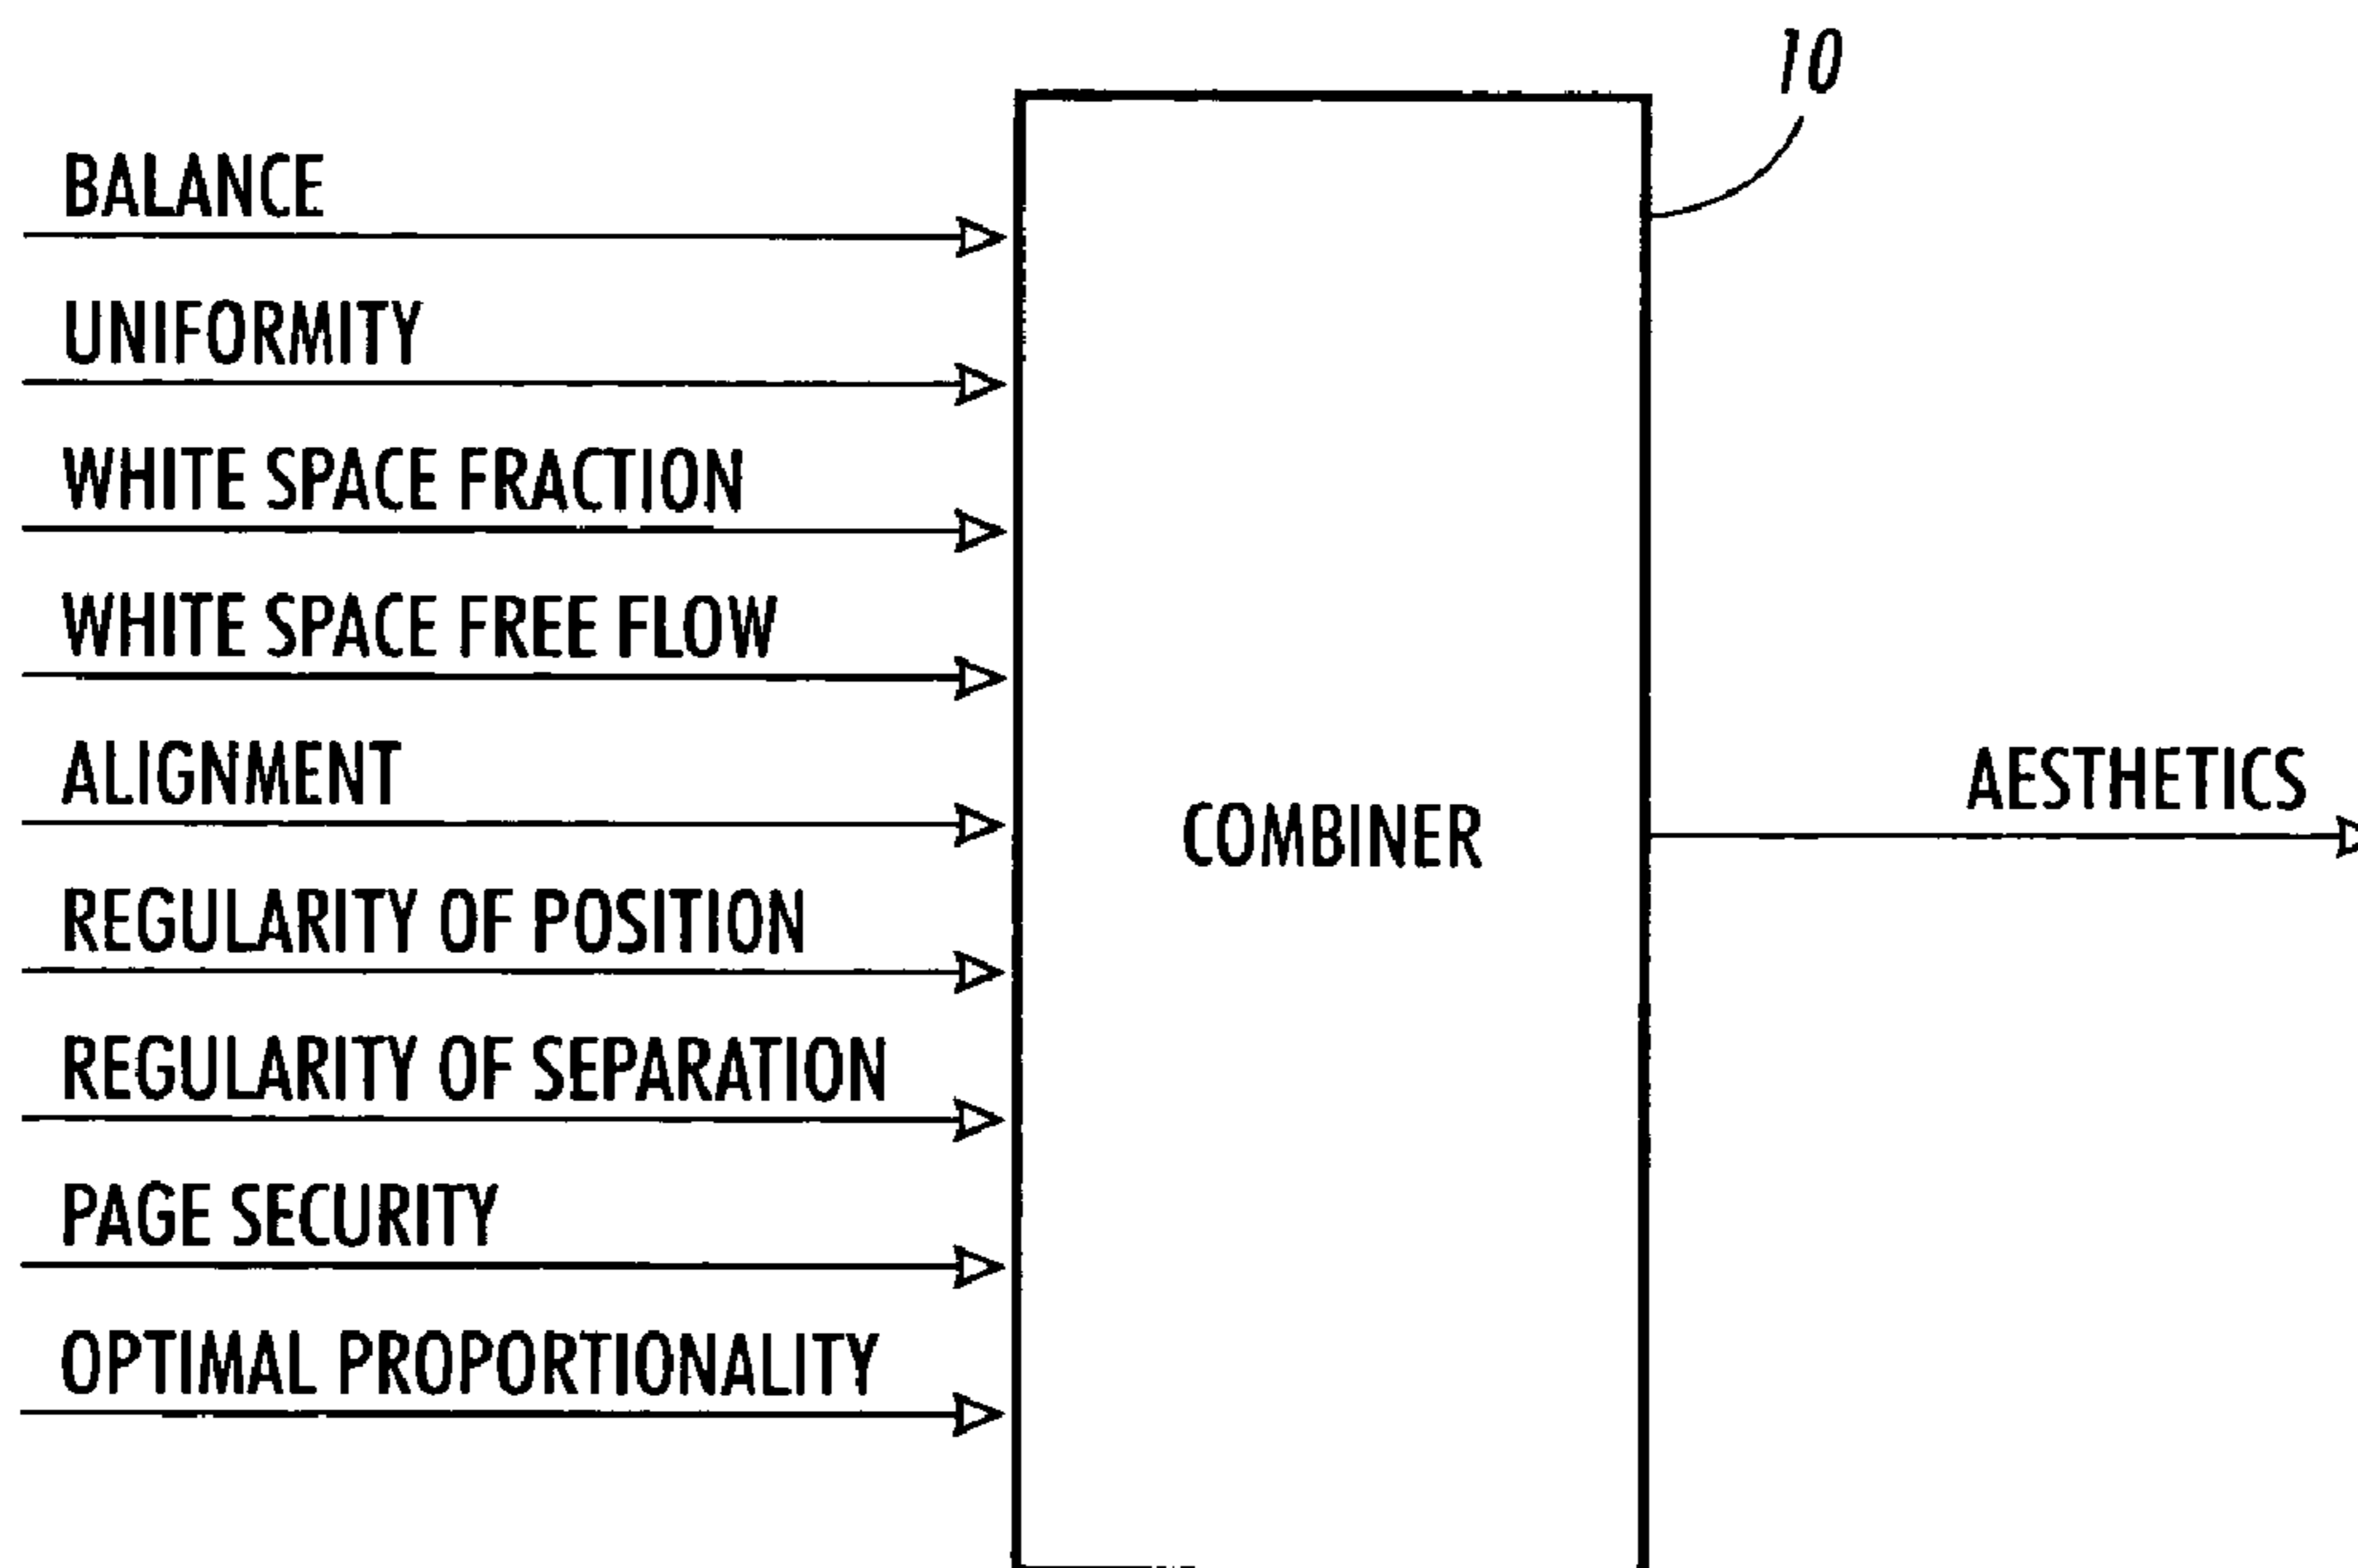 10
BALANCE
UNIFORMITY
WHITE SPACE FRACTION
WHITE SPACE FREE FLOW
ALIGNMENT
REGULARITY OF POSITION
REGULARITY OF SEPARATION
PAGE SECURITY
OPTIMAL PROPORTIONALITY
COMBINER
AESTHETICS